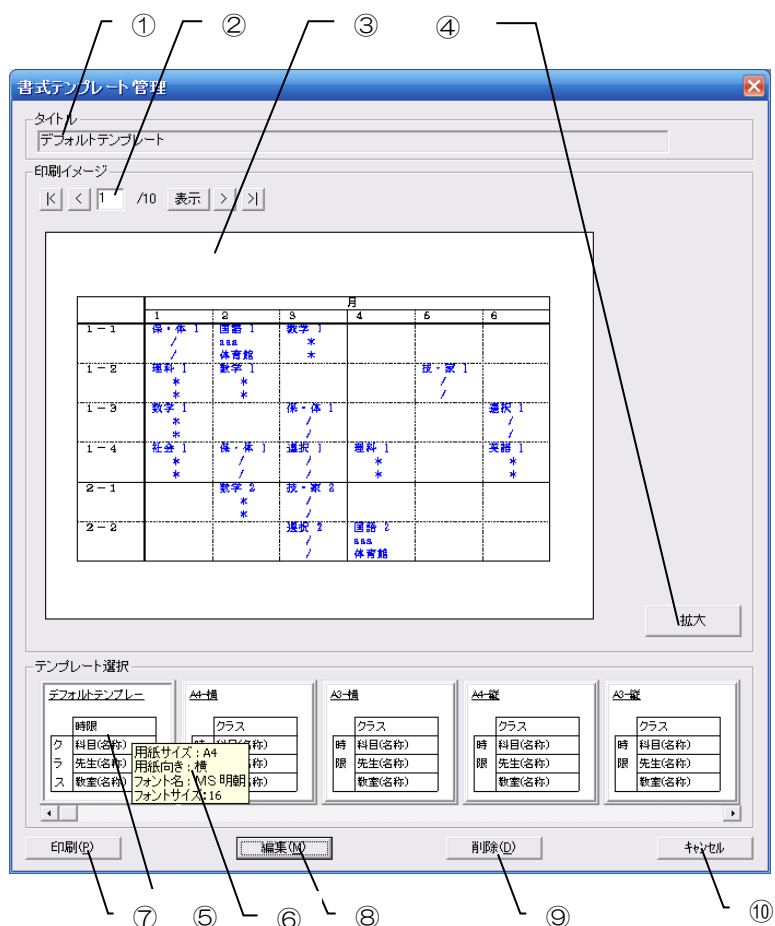 ① ② ③ ④
書式テンプレート管理
タイトル
デフォルトテンプレート
印刷イメージ
|< < 1 /10 表示 > >|
月
1 2 3 4 5 6
1-1 保・体 1 国語 1 数学 1
/ aaa *
/ 体育館 *
1-2 理科 1 数学 1 技・家 1
* * /
* * /
1-3 数学 1 保・体 1 選択 1
* / /
* / /
1-4 社会 1 保・体 1 選択 1 理科 1 英語 1
* / / * *
* / / * *
2-1 数学 2 技・家 2
* /
* /
2-2 選択 2 国語 2
/ aaa
/ 体育館
拡大
テンプレート選択
デフォルトテンプレー A4-横 A3-横 A4-縦 A3-縦
時限 クラス クラス クラス クラス
ク 科目(名称) 時 科目(名称) 時 科目(名称) 時 科目(名称) 時 科目(名称)
ラ 先生(名称) 限 先生(名称) 限 先生(名称) 限 先生(名称)
ス 教室(名称) 教室(名称) 教室(名称) 教室(名称)
用紙サイズ:A4
用紙向き:横
フォント名:MS 明朝
フォントサイズ:16
印刷(P) 編集(M) 削除(D) キャンセル
⑦ ⑤ ⑥ ⑧ ⑨ ⑩